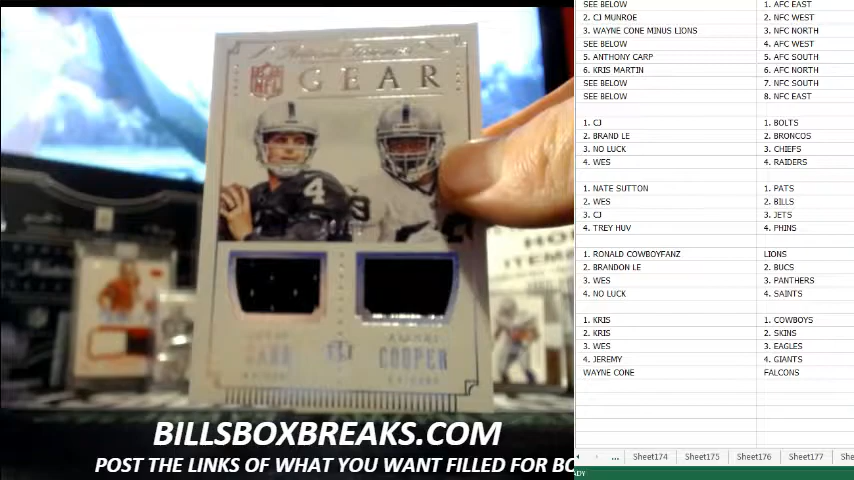 NFL
GEAR
4
CARR
COOPER
BILLSBOXBREAKS.COM
POST THE LINKS OF WHAT YOU WANT FILLED FOR BO
SEE BELOW 1. AFC EAST
2. CJ MUNROE 2. NFC WEST
3. WAYNE CONE MINUS LIONS 3. NFC NORTH
SEE BELOW 4. AFC WEST
5. ANTHONY CARP 5. AFC SOUTH
6. KRIS MARTIN 6. AFC NORTH
SEE BELOW 7. NFC SOUTH
SEE BELOW 8. NFC EAST
1. CJ 1. BOLTS
2. BRAND LE 2. BRONCOS
3. NO LUCK 3. CHIEFS
4. WES 4. RAIDERS
1. NATE SUTTON 1. PATS
2. WES 2. BILLS
3. CJ 3. JETS
4. TREY HUV 4. PHINS
1. RONALD COWBOYFANZ LIONS
2. BRANDON LE 2. BUCS
3. WES 3. PANTHERS
4. NO LUCK 4. SAINTS
1. KRIS 1. COWBOYS
2. KRIS 2. SKINS
3. WES 3. EAGLES
4. JEREMY 4. GIANTS
WAYNE CONE FALCONS
... Sheet174 Sheet175 Sheet176 Sheet177 She
ADY